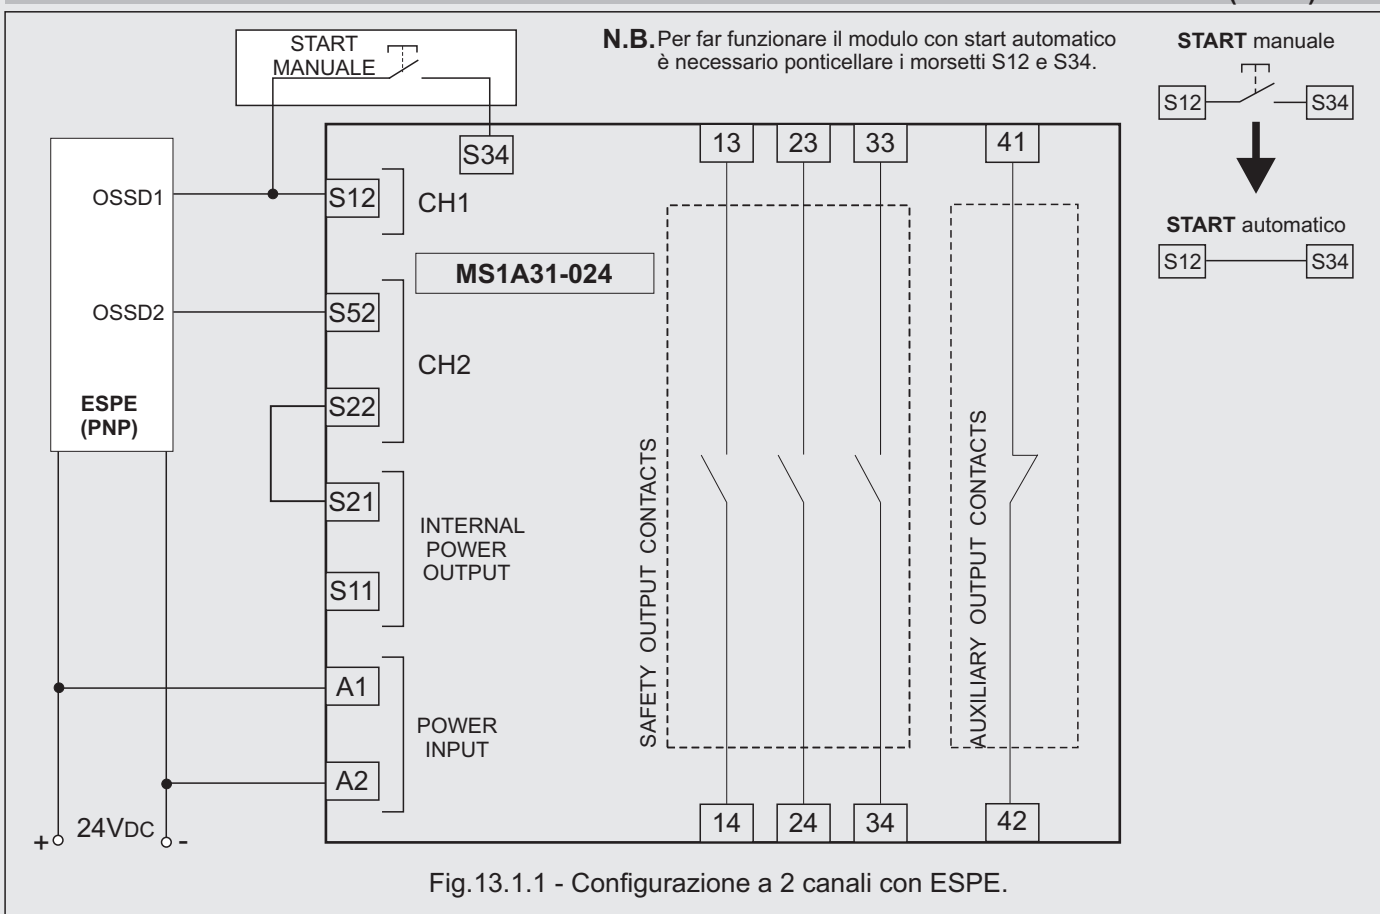 START
MANUALE
N.B. Per far funzionare il modulo con start automatico
è necessario ponticellare i morsetti S12 e S34.
START manuale
S12
S34
START automatico
S12
S34
S34
13
23
33
41
OSSD1
S12
CH1
MS1A31-024
OSSD2
S52
CH2
S22
ESPE
(PNP)
S21
INTERNAL
POWER
OUTPUT
S11
SAFETY OUTPUT CONTACTS
AUXILIARY OUTPUT CONTACTS
A1
POWER
INPUT
A2
+ 24VDC -
14
24
34
42
Fig.13.1.1 - Configurazione a 2 canali con ESPE.